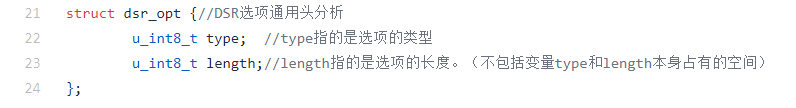 21 struct dsr_opt {//DSR选项通用头分析
22 u_int8_t type; //type指的是选项的类型
23 u_int8_t length;//length指的是选项的长度。（不包括变量type和length本身占有的空间）
24 };